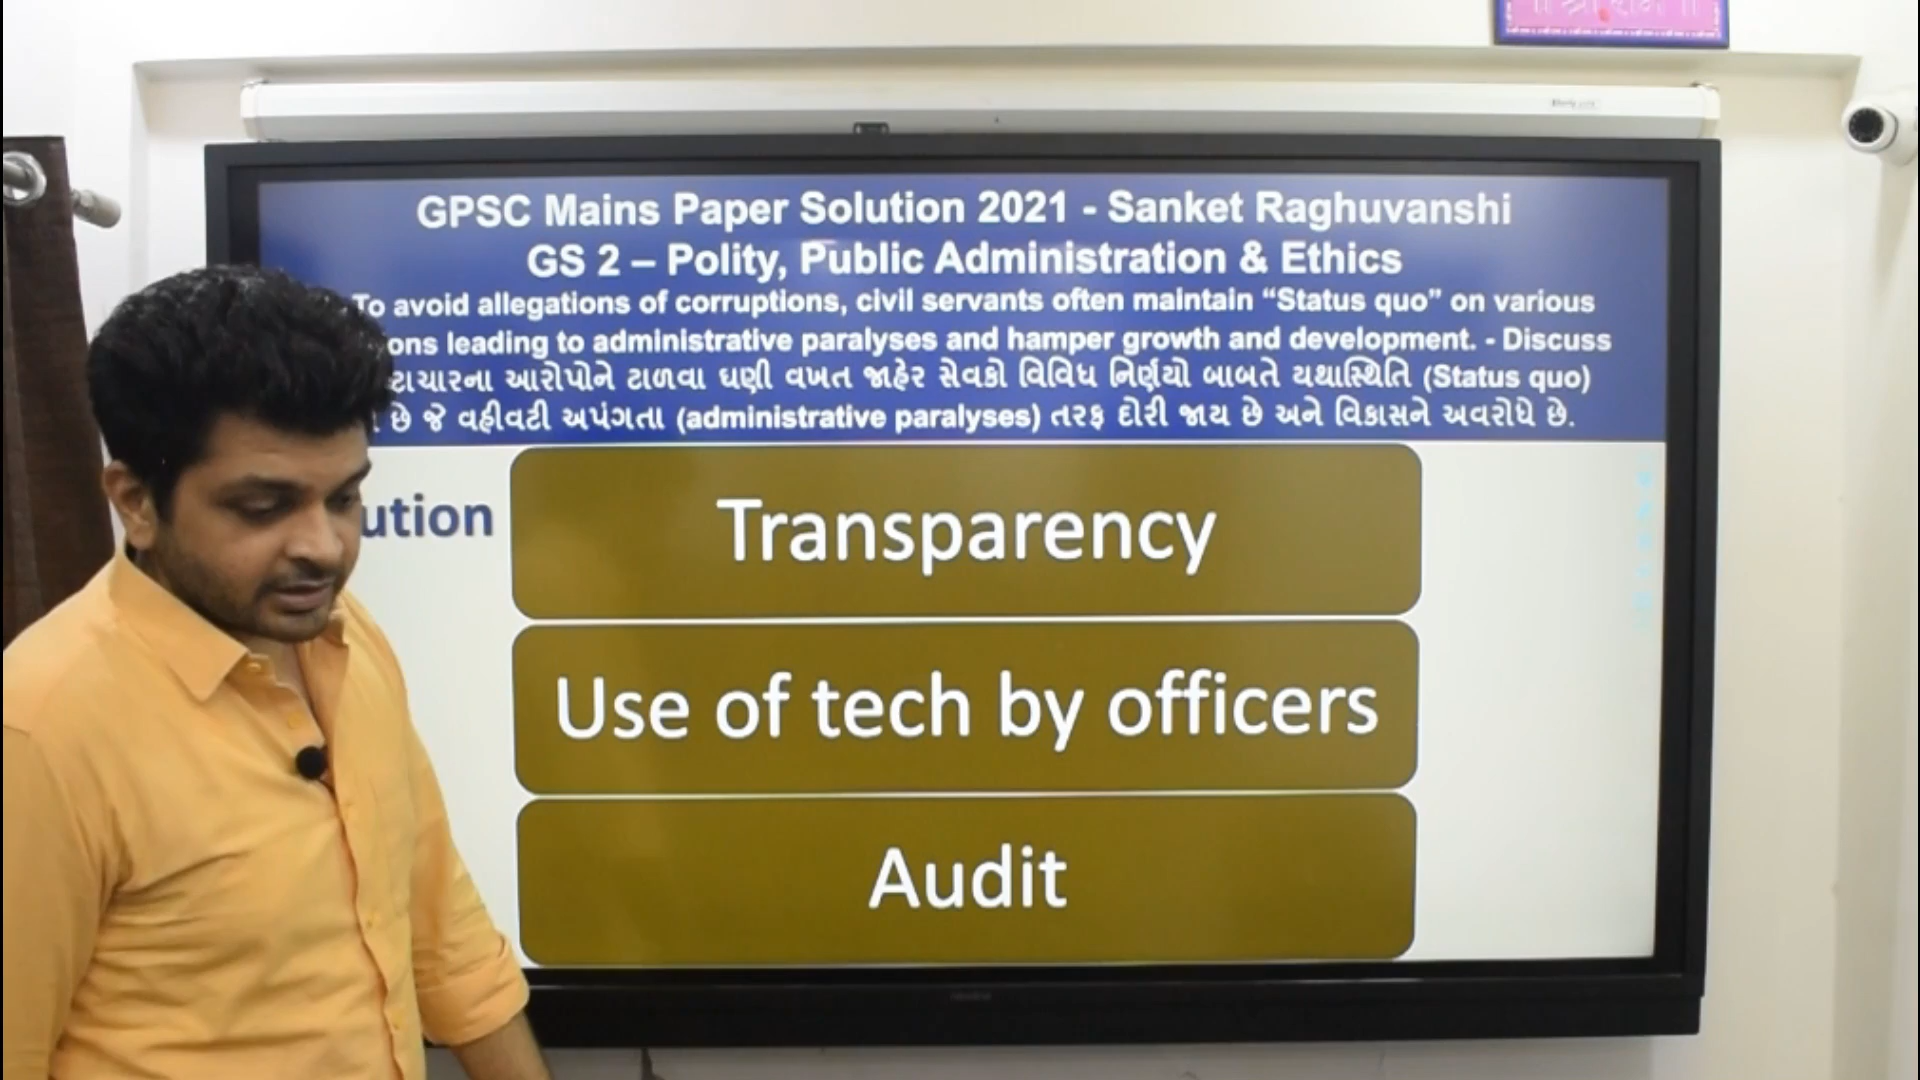 GPSC Mains Paper Solution 2021 - Sanket Raghuvanshi
GS 2 – Polity, Public Administration & Ethics
To avoid allegations of corruptions, civil servants often maintain “Status quo” on various
ons leading to administrative paralyses and hamper growth and development. - Discuss
ટાચારના આરોપોને ટાળવા ઘણી વખત જાહેર સેવકો વિવિધ નિર્ણયો બાબતે યથાસ્થિતિ (Status quo)
છે જે વહીવટી અપંગતા (administrative paralyses) તરફ દોરી જાય છે અને વિકાસને અવરોધે છે.
ution
Transparency
Use of tech by officers
Audit